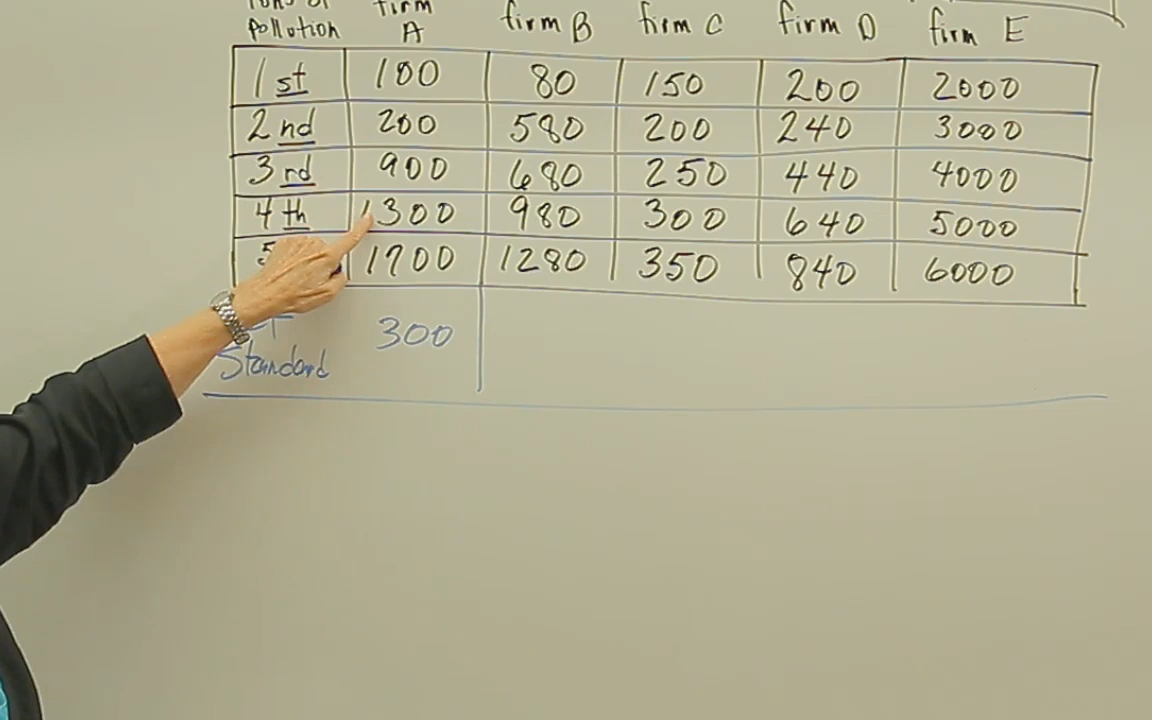 Pollution firm A firm B firm C firm D firm E
1st 100 80 150 200 2000
2nd 200 580 200 240 3000
3rd 900 680 250 440 4000
4th 1300 980 300 640 5000
1700 1280 350 840 6000
Standard 300